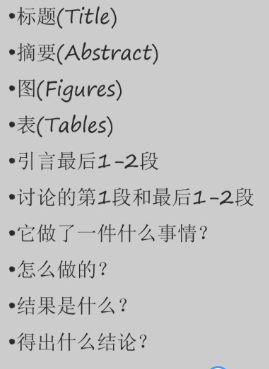 •标题(Title)
•摘要(Abstract)
•图(Figures)
•表(Tables)
•引言最后1-2段
•讨论的第1段和最后1-2段
•它做了一件什么事情？
•怎么做的？
•结果是什么？
•得出什么结论？